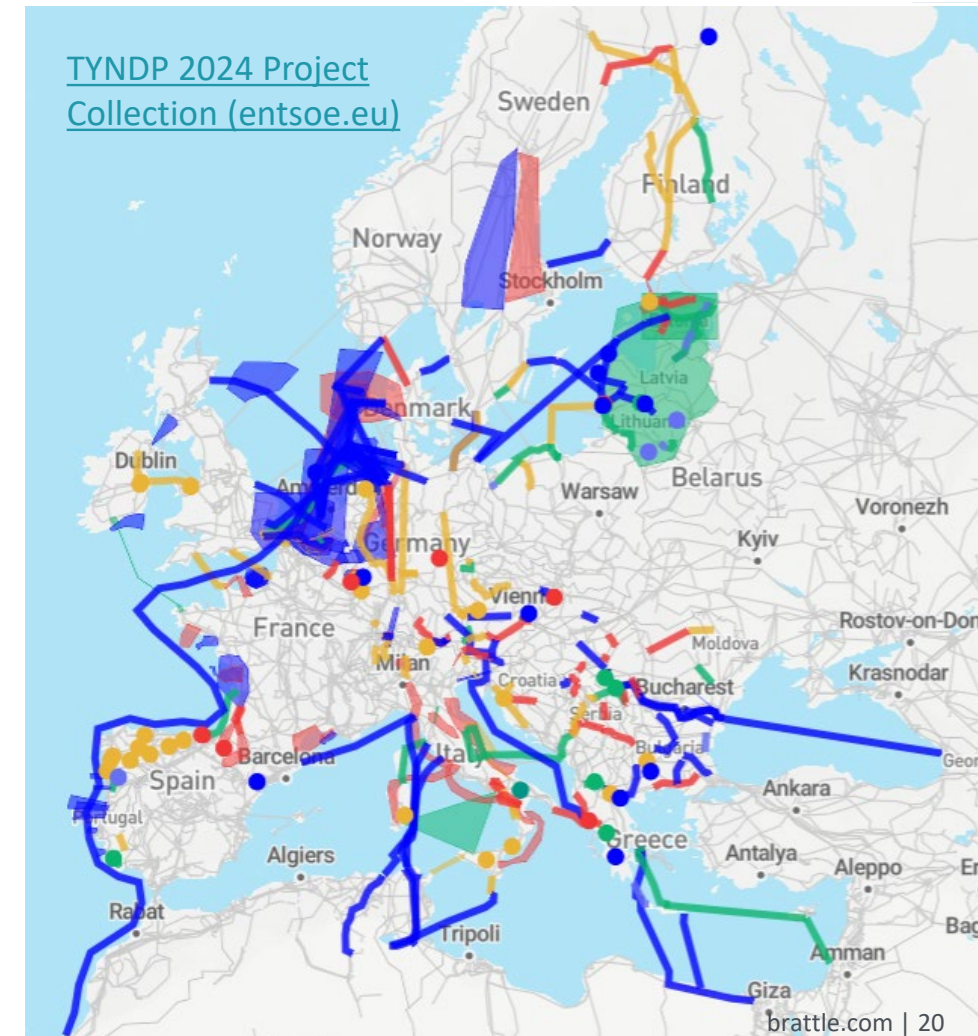 TYNDP 2024 Project
Collection (entsoe.eu)
Sweden
Finland
Norway
Stockholm
Denmark
Latvia
Dublin
Belarus
Warsaw
Voronezh
Germany
Kyiv
France
Rostov-on-Don
Moldova
Milan
Krasnodar
Croatia
Bucharest
Serbia
Barcelona
Italy
Bulgaria
Geor
Spain
Ankara
Portugal
Greece
Algiers
Antalya
Aleppo
Rabat
Tripoli
Bag
Amman
Giza
brattle.com | 20